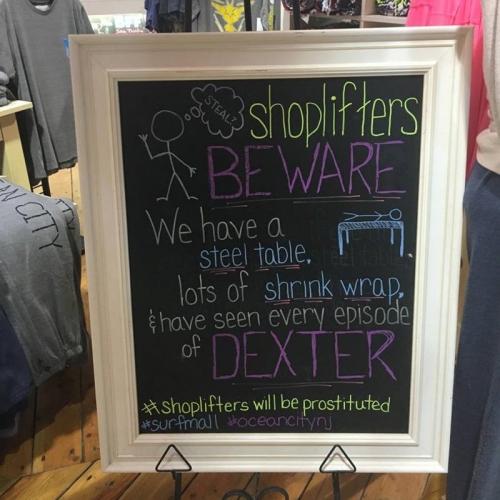 STEAL?
shoplifters
BEWARE
We have a
steel table,
lots of shrink wrap,
& have seen every episode
of DEXTER
#shoplifters will be prostituted
#surfmall #oceancitynj
N CITY